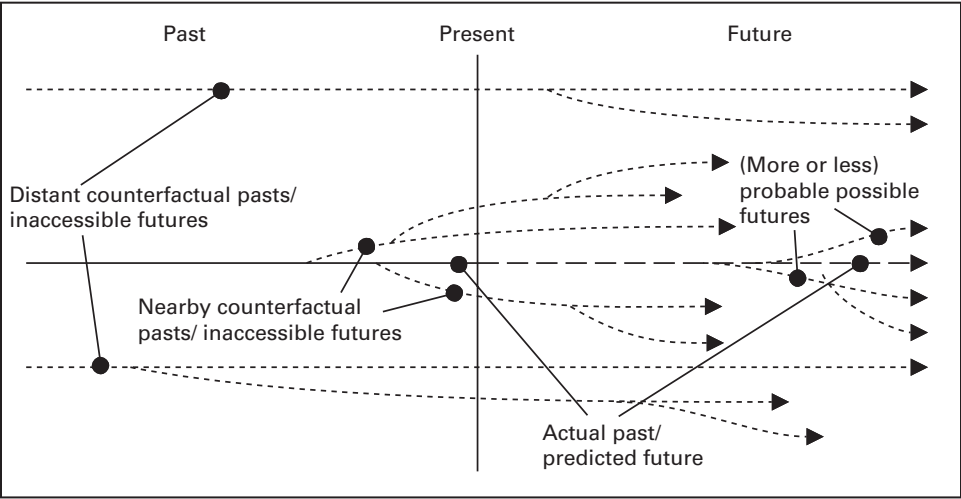 Past
Present
Future
(More or less)
probable possible
futures
Distant counterfactual pasts/
inaccessible futures
Nearby counterfactual
pasts/ inaccessible futures
Actual past/
predicted future